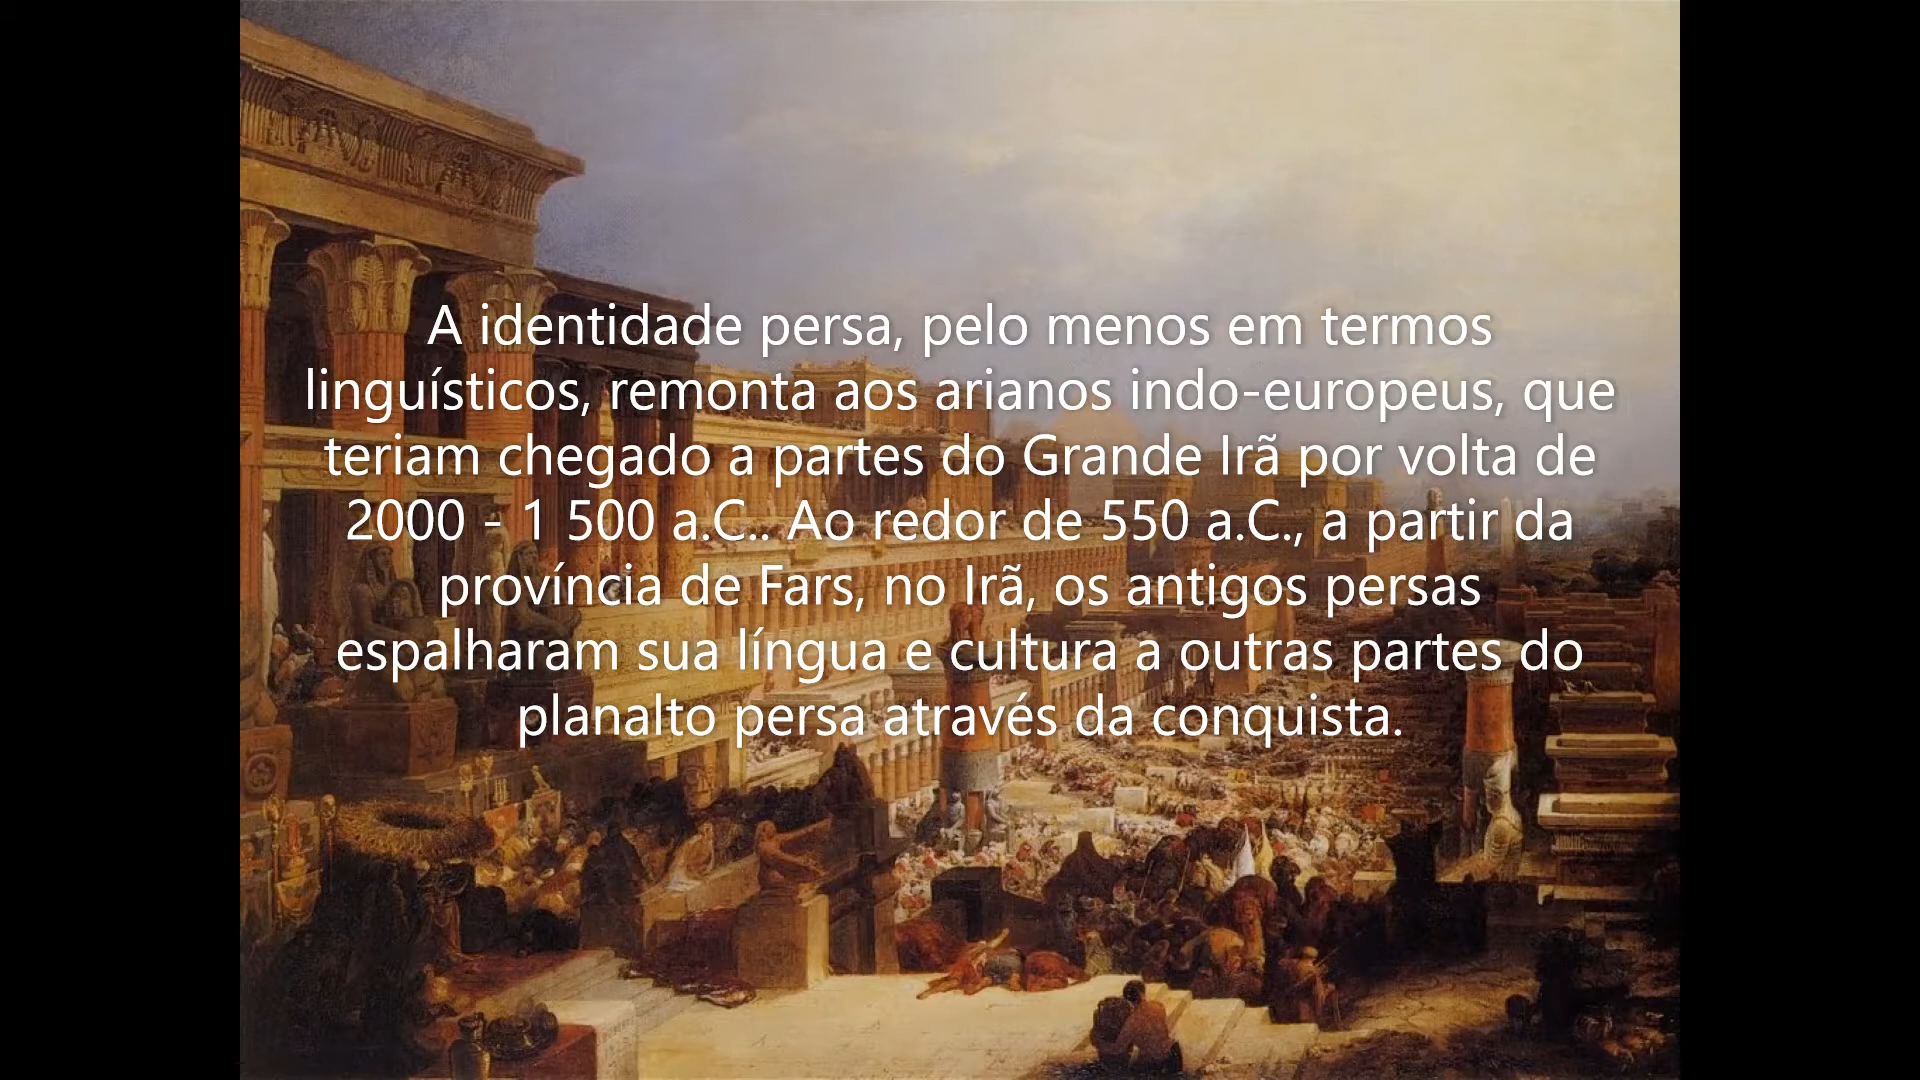 A identidade persa, pelo menos em termos
linguísticos, remonta aos arianos indo-europeus, que
teriam chegado a partes do Grande Irã por volta de
2000 - 1 500 a.C.. Ao redor de 550 a.C., a partir da
província de Fars, no Irã, os antigos persas
espalharam sua língua e cultura a outras partes do
planalto persa através da conquista.